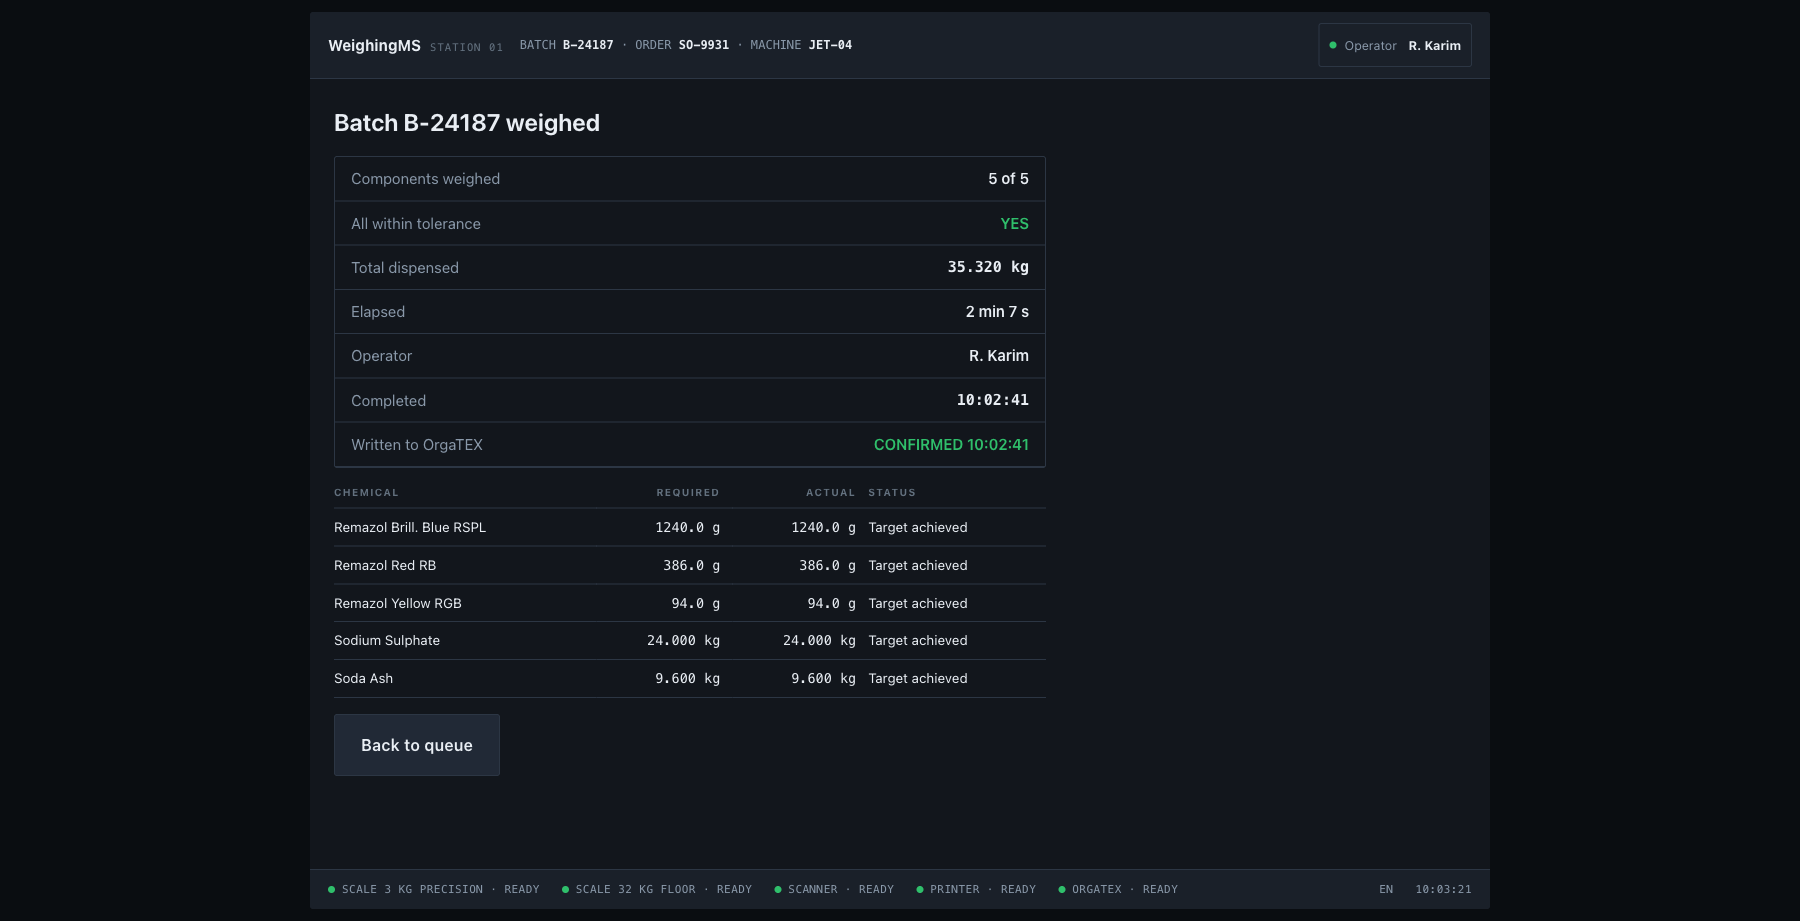 WeighingMS STATION 01 BATCH B-24187 · ORDER SO-9931 · MACHINE JET-04 Operator R. Karim
Batch B-24187 weighed
Components weighed 5 of 5
All within tolerance YES
Total dispensed 35.320 kg
Elapsed 2 min 7 s
Operator R. Karim
Completed 10:02:41
Written to OrgaTEX CONFIRMED 10:02:41
CHEMICAL REQUIRED ACTUAL STATUS
Remazol Brill. Blue RSPL 1240.0 g 1240.0 g Target achieved
Remazol Red RB 386.0 g 386.0 g Target achieved
Remazol Yellow RGB 94.0 g 94.0 g Target achieved
Sodium Sulphate 24.000 kg 24.000 kg Target achieved
Soda Ash 9.600 kg 9.600 kg Target achieved
Back to queue
SCALE 3 KG PRECISION · READY SCALE 32 KG FLOOR · READY SCANNER · READY PRINTER · READY ORGATEX · READY EN 10:03:21